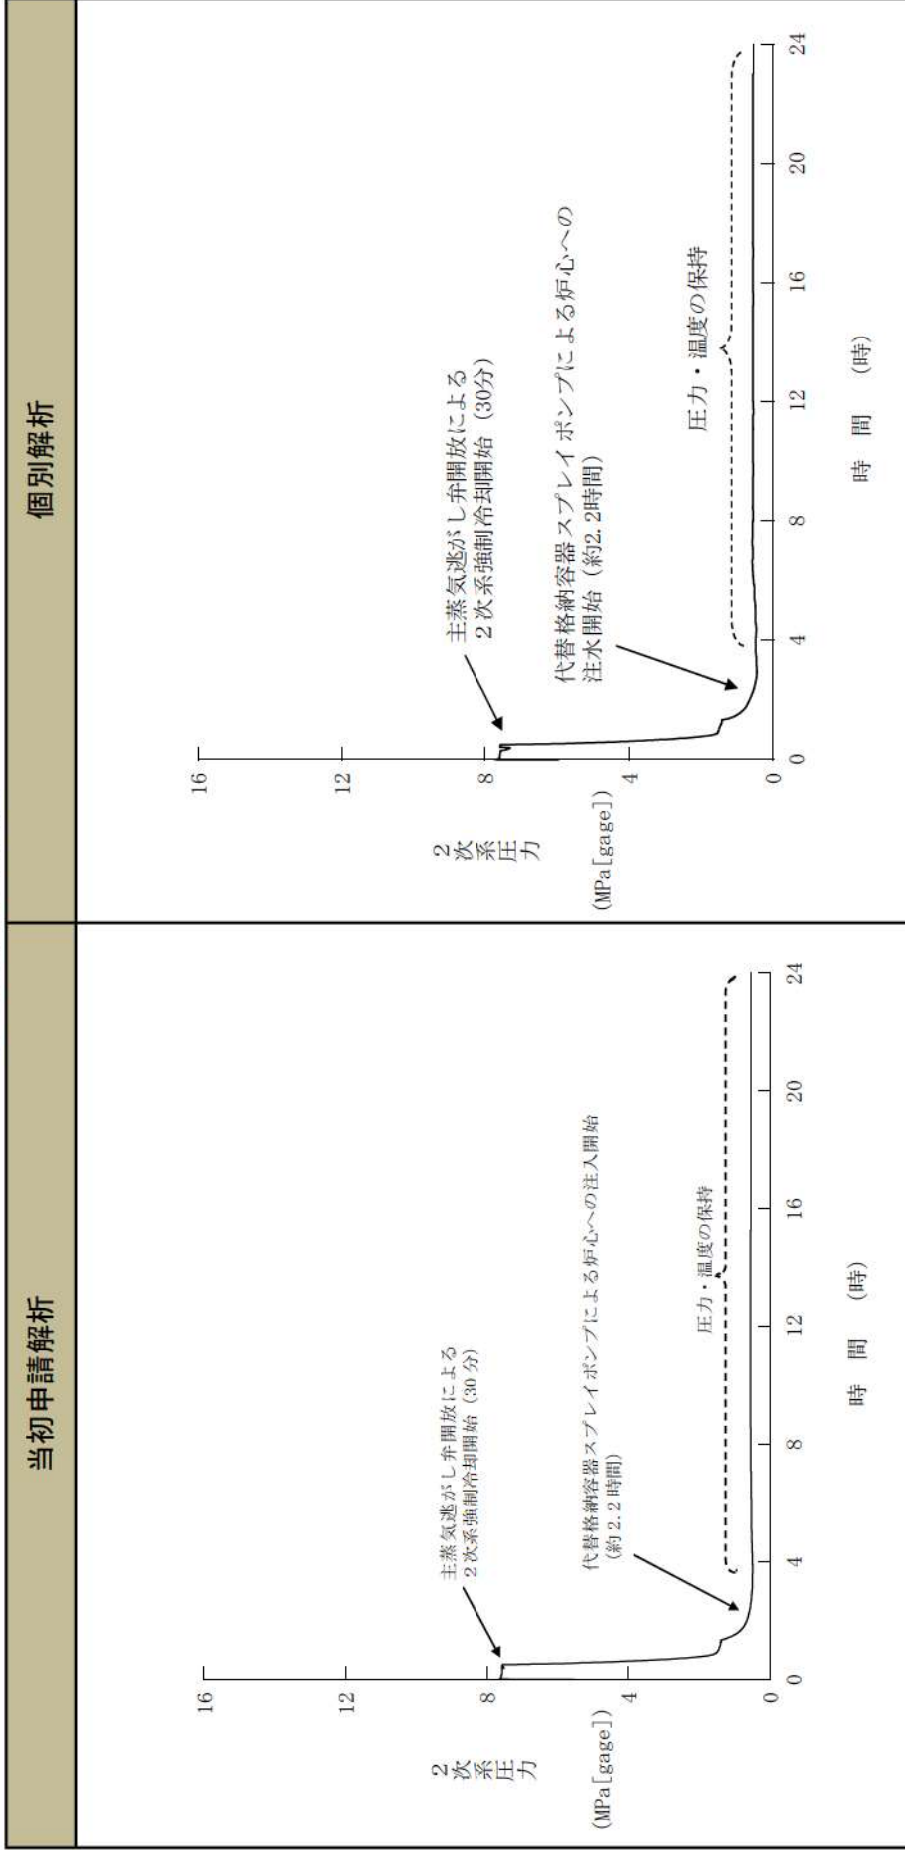 当初申請解析
2次系圧力
(MPa[gage])
16
12
8
4
0
主蒸気逃がし弁開放による
2次系強制冷却開始(30分)
代替格納容器スプレイポンプによる炉心への注入開始
(約2.2時間)
圧力・温度の保持
0
4
8
12
16
20
24
時 間 (時)
個別解析
2次系圧力
(MPa[gage])
16
12
8
4
0
主蒸気逃がし弁開放による
2次系強制冷却開始(30分)
代替格納容器スプレイポンプによる炉心への
注水開始(約2.2時間)
圧力・温度の保持
0
4
8
12
16
20
24
時 間 (時)